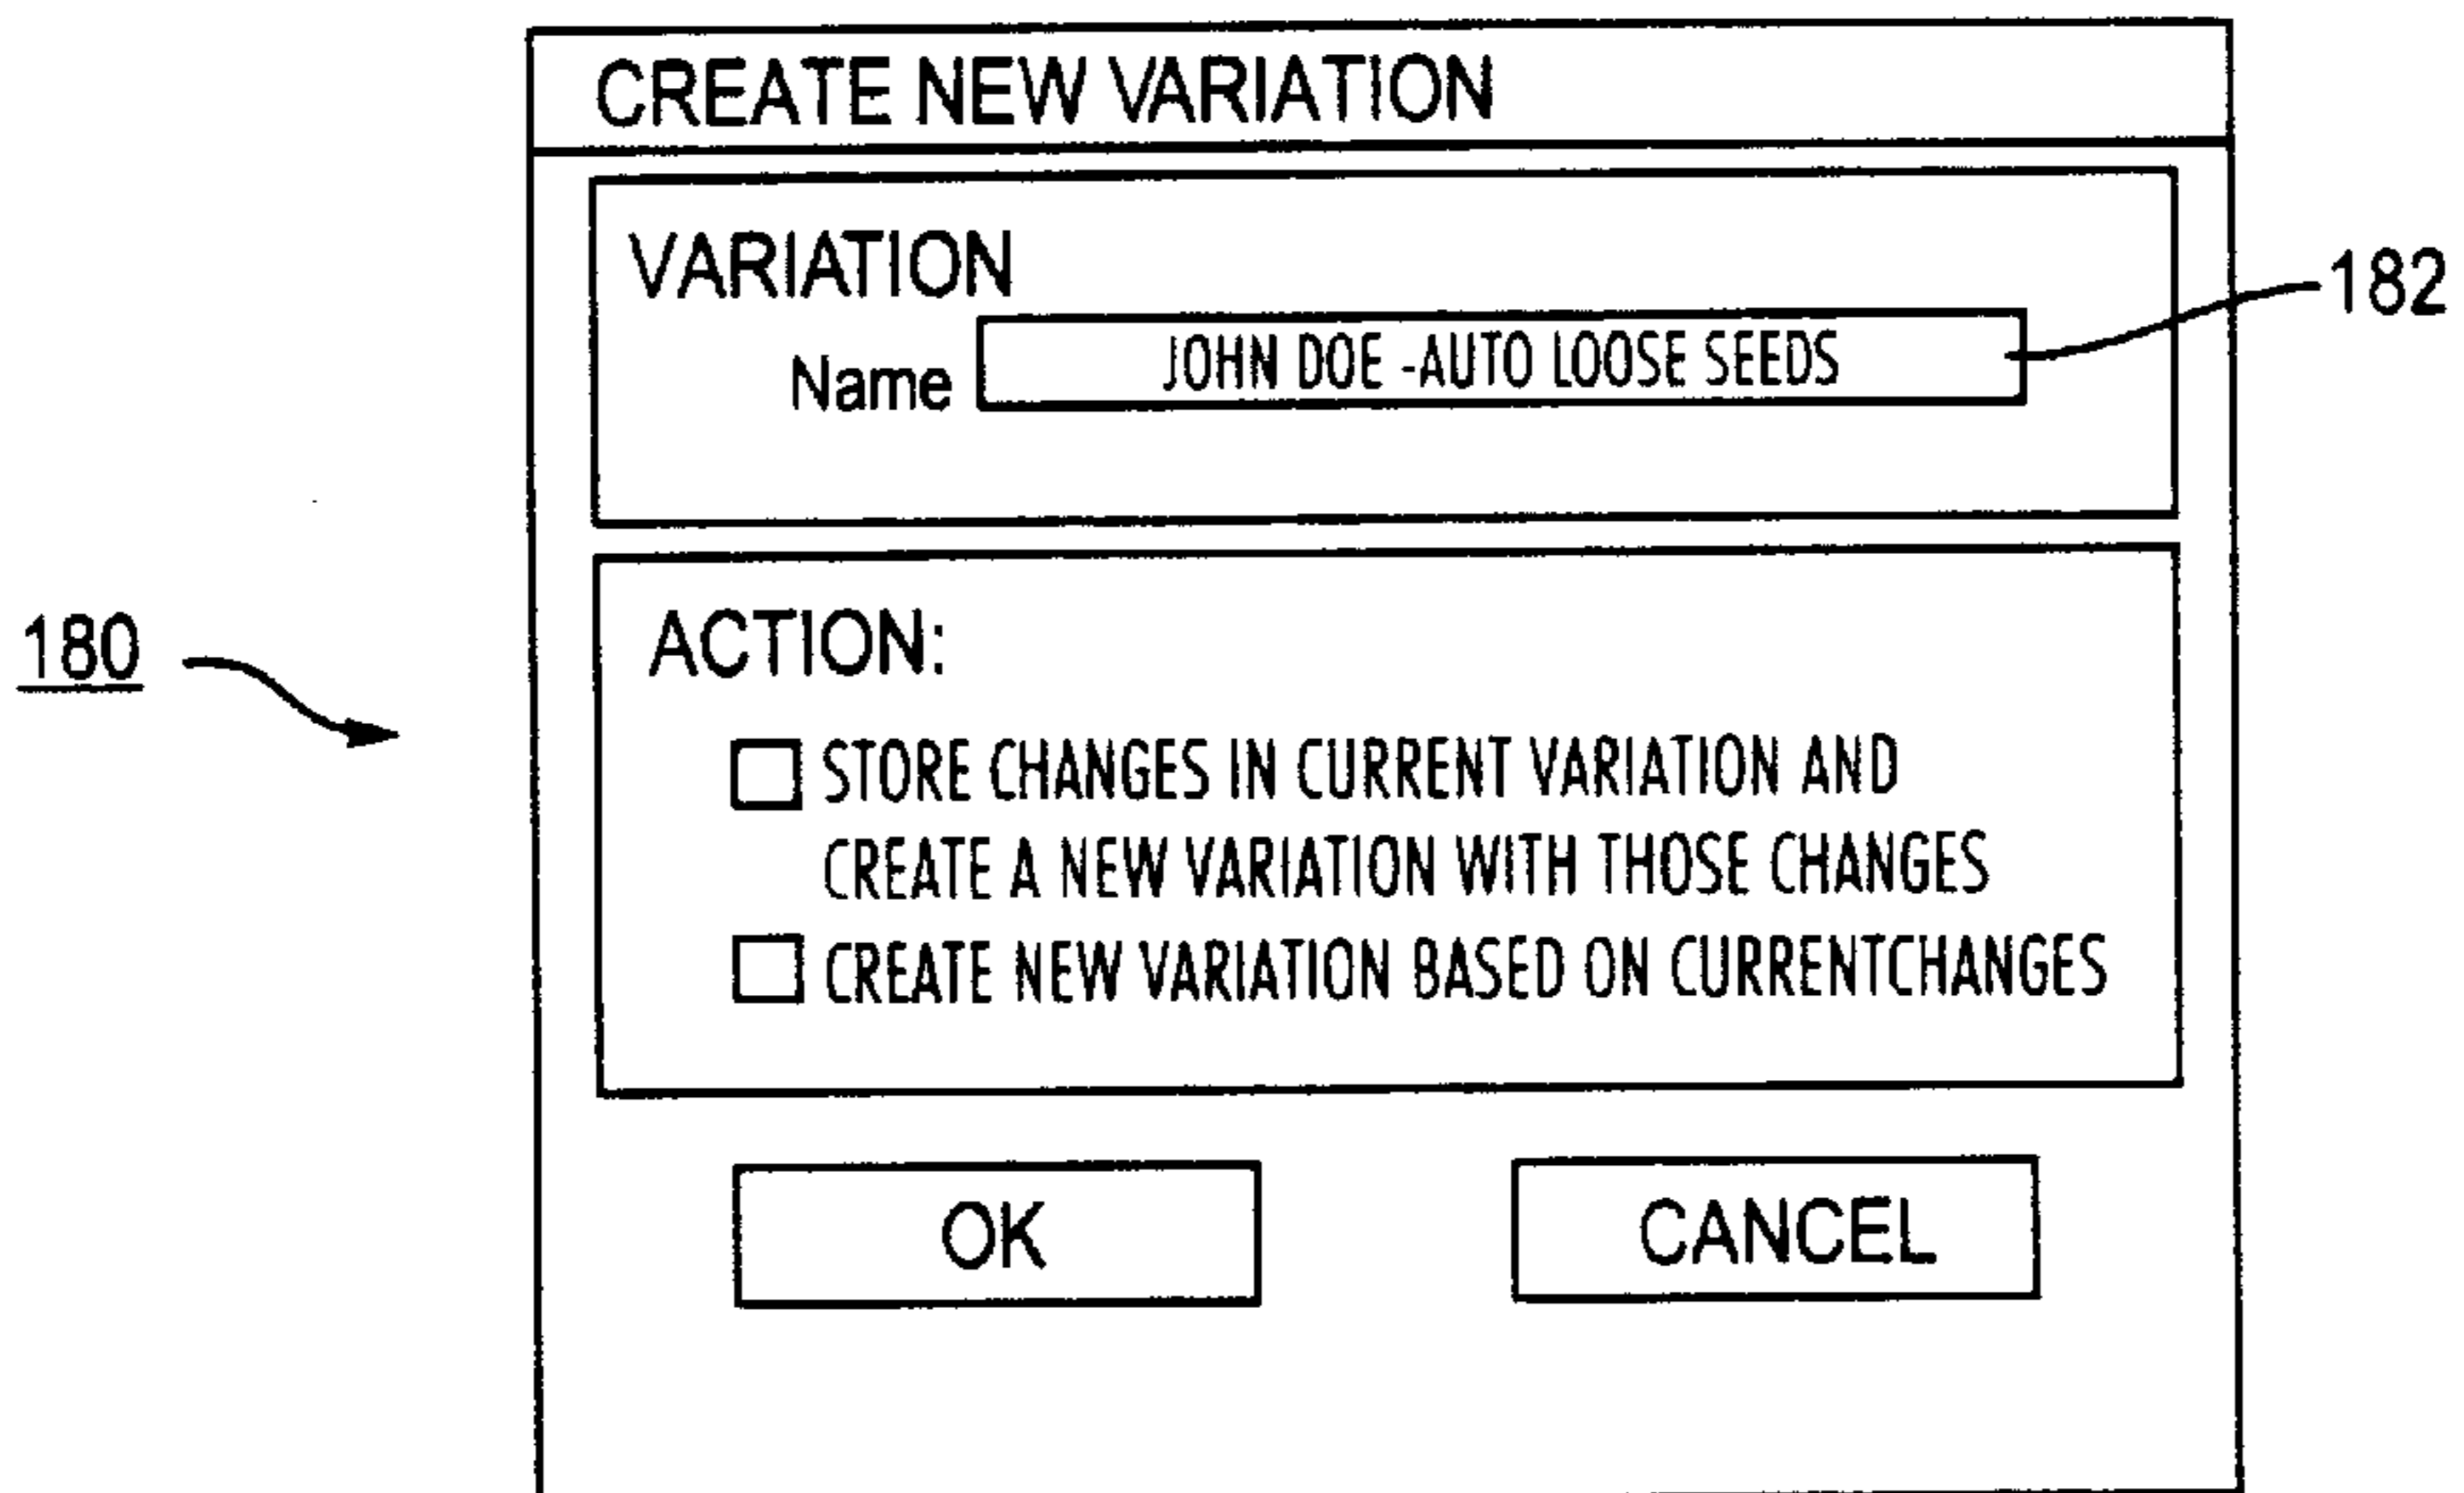 CREATE NEW VARIATION
VARIATION
182
Name JOHN DOE -AUTO LOOSE SEEDS
180
ACTION:
STORE CHANGES IN CURRENT VARIATION AND
CREATE A NEW VARIATION WITH THOSE CHANGES
CREATE NEW VARIATION BASED ON CURRENTCHANGES
OK CANCEL